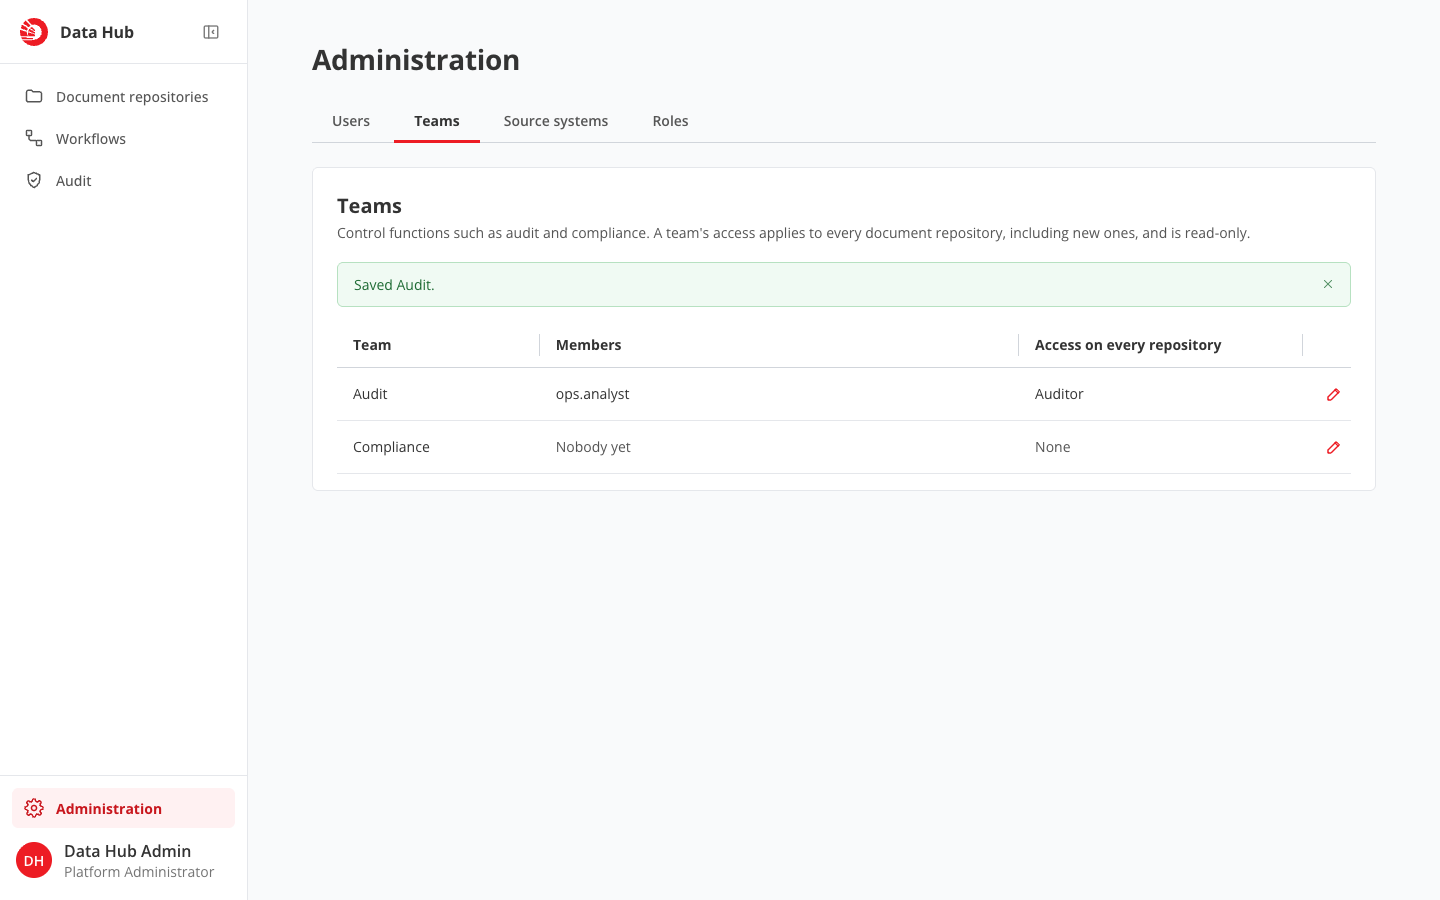 Data Hub
Document repositories
Workflows
Audit
Administration
DH
Data Hub Admin
Platform Administrator
Administration
Users Teams Source systems Roles
Teams
Control functions such as audit and compliance. A team's access applies to every document repository, including new ones, and is read-only.
Saved Audit.
Team Members Access on every repository
Audit ops.analyst Auditor
Compliance Nobody yet None